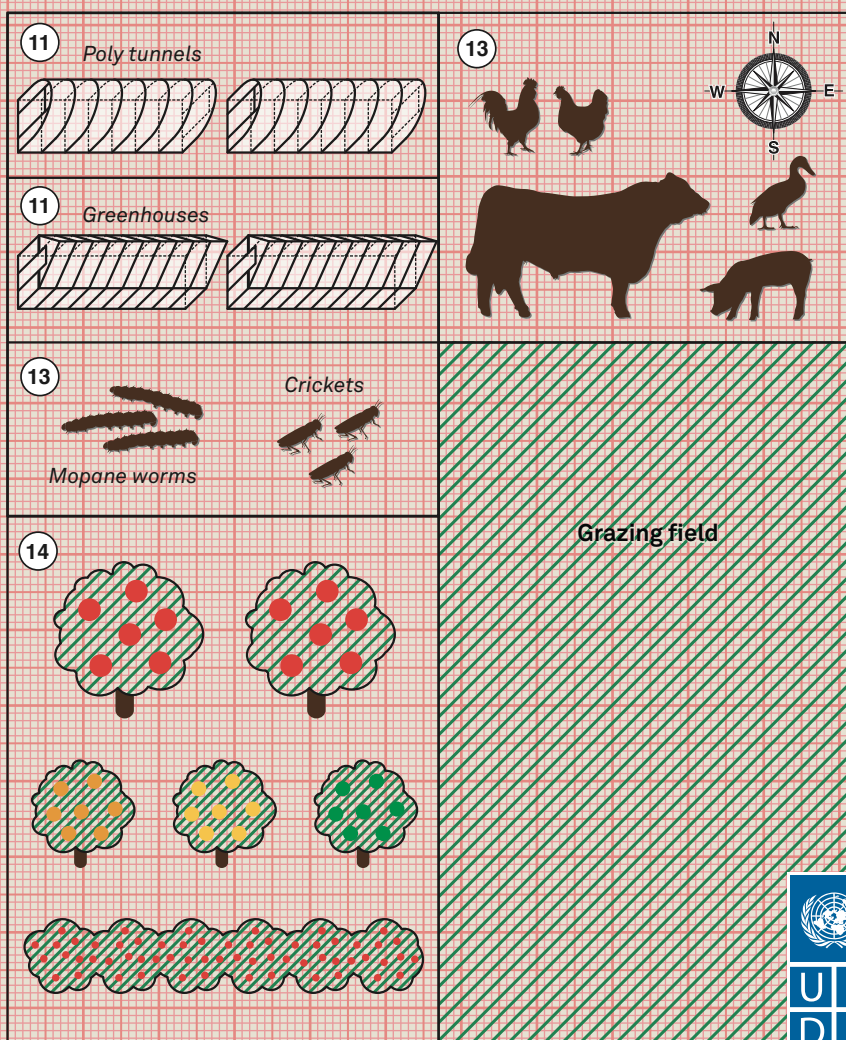 11
Poly tunnels
11
Greenhouses
13
Crickets
Mopane worms
14
13
N
W
E
S
Grazing field
U
D